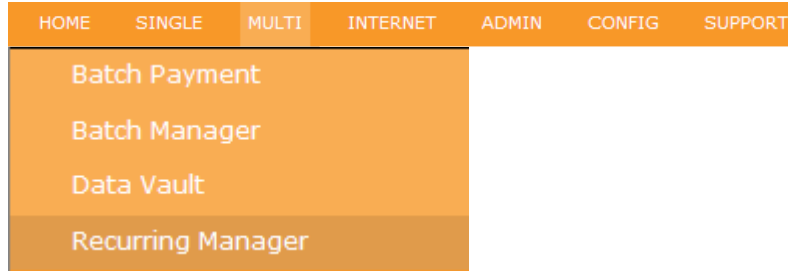 HOME SINGLE MULTI INTERNET ADMIN CONFIG SUPPORT
Batch Payment
Batch Manager
Data Vault
Recurring Manager